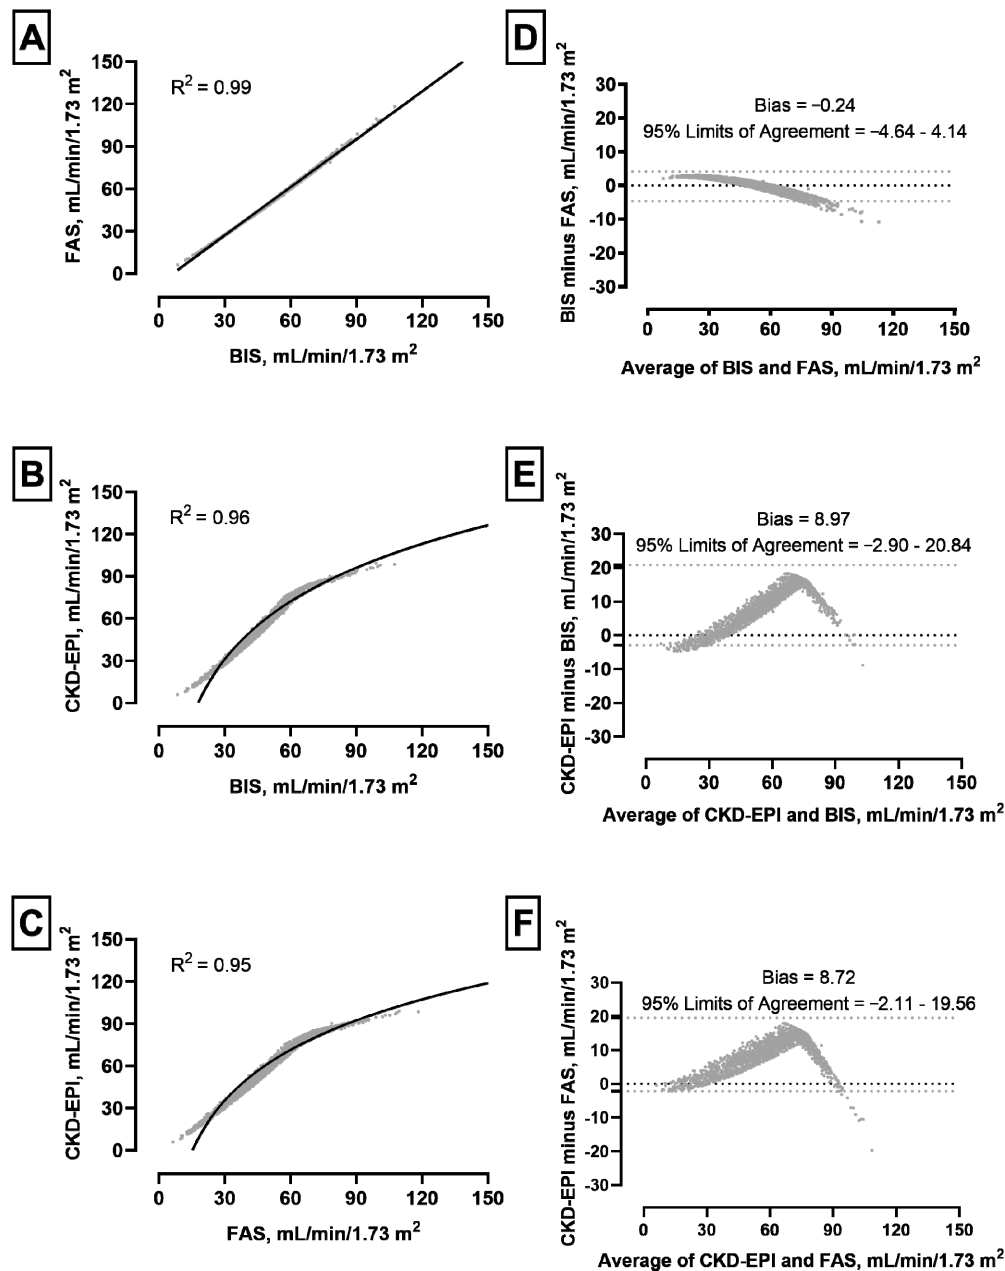 A
FAS, mL/min/1.73 m²
150
120
90
60
30
0
R² = 0.99
0 30 60 90 120 150
BIS, mL/min/1.73 m²
D
BIS minus FAS, mL/min/1.73 m²
30
20
10
0
-10
-20
-30
Bias = –0.24
95% Limits of Agreement = –4.64 - 4.14
0 30 60 90 120 150
Average of BIS and FAS, mL/min/1.73 m²
B
CKD-EPI, mL/min/1.73 m²
150
120
90
60
30
0
R² = 0.96
0 30 60 90 120 150
BIS, mL/min/1.73 m²
E
CKD-EPI minus BIS, mL/min/1.73 m²
30
20
10
0
-10
-20
-30
Bias = 8.97
95% Limits of Agreement = –2.90 - 20.84
0 30 60 90 120 150
Average of CKD-EPI and BIS, mL/min/1.73 m²
C
CKD-EPI, mL/min/1.73 m²
150
120
90
60
30
0
R² = 0.95
0 30 60 90 120 150
FAS, mL/min/1.73 m²
F
CKD-EPI minus FAS, mL/min/1.73 m²
30
20
10
0
-10
-20
-30
Bias = 8.72
95% Limits of Agreement = –2.11 - 19.56
0 30 60 90 120 150
Average of CKD-EPI and FAS, mL/min/1.73 m²